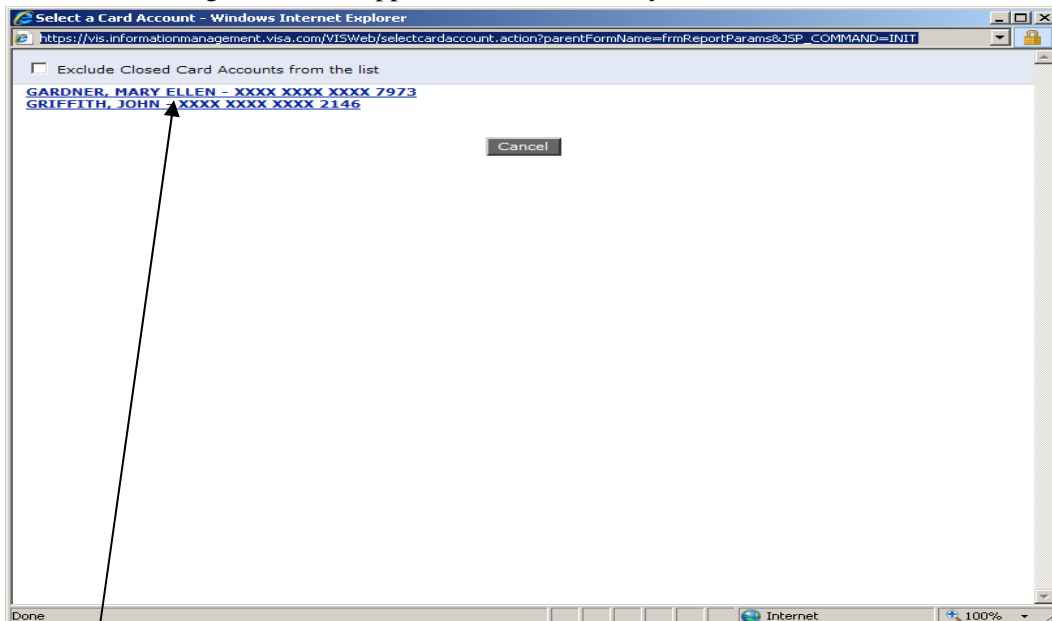 Select a Card Account - Windows Internet Explorer
https://vis.informationmanagement.visa.com/VISWeb/selectcardaccount.action?parentFormName=frmReportParams&JSP_COMMAND=INIT
Exclude Closed Card Accounts from the list
GARDNER, MARY ELLEN - XXXX XXXX XXXX 7973
GRIFFITH, JOHN - XXXX XXXX XXXX 2146
Cancel
Done Internet 100%